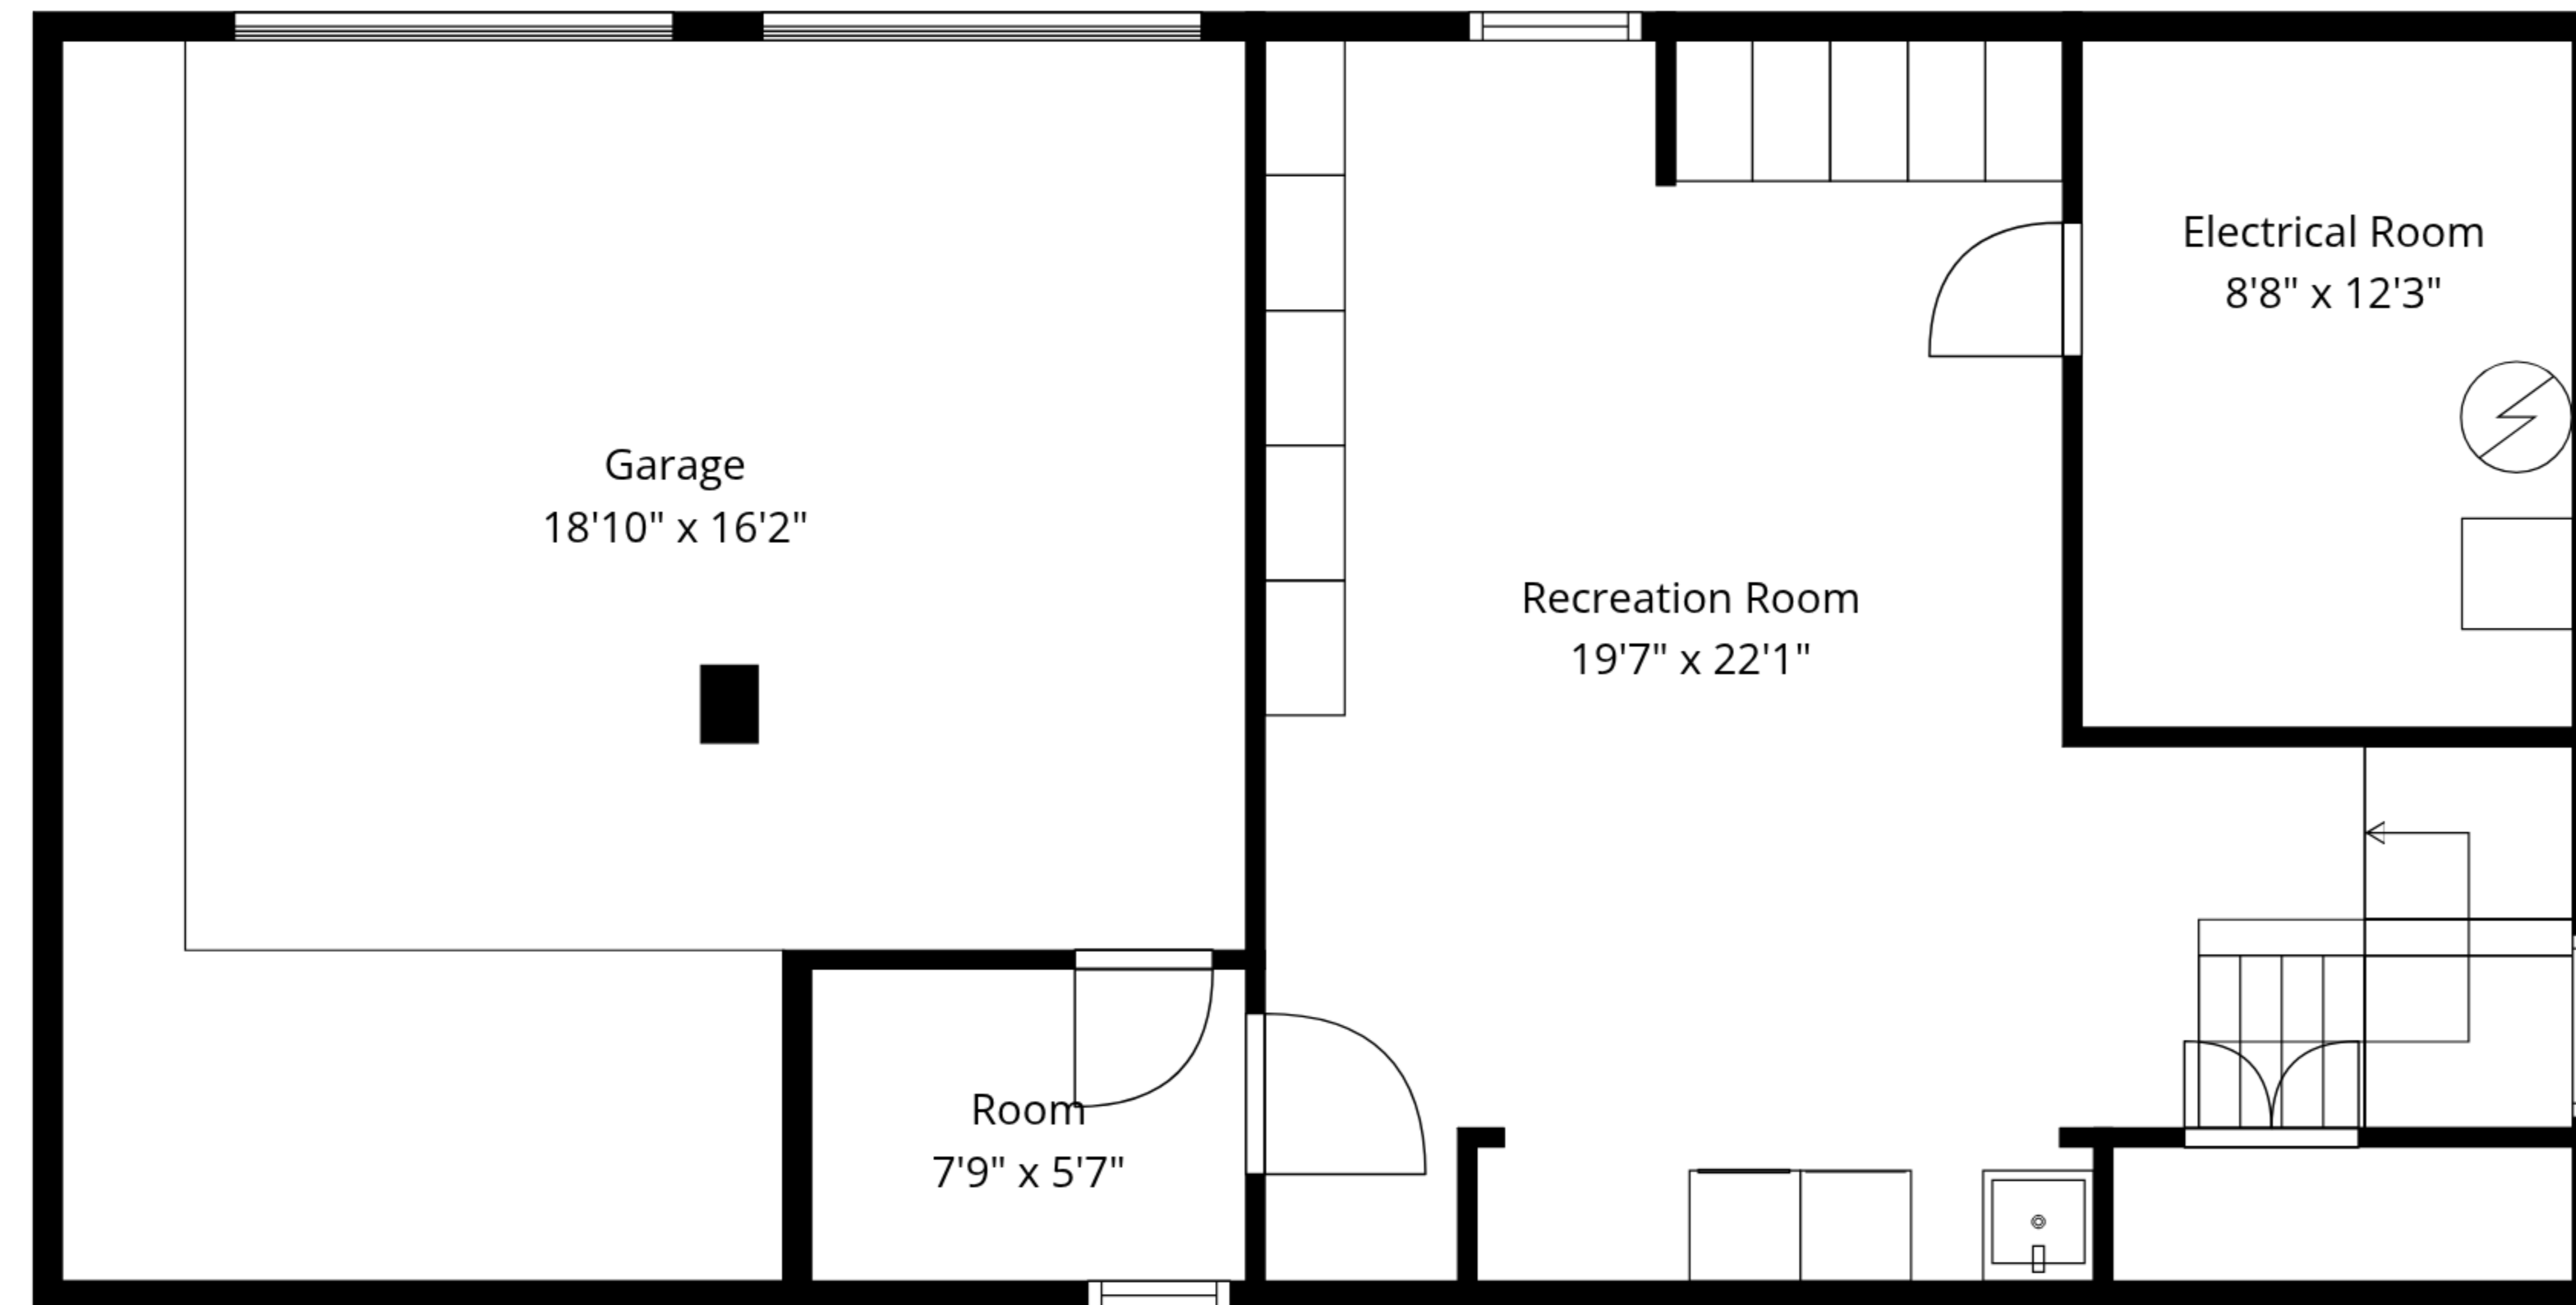 Garage
18'10" x 16'2"
Recreation Room
19'7" x 22'1"
Electrical Room
8'8" x 12'3"
Room
7'9" x 5'7"